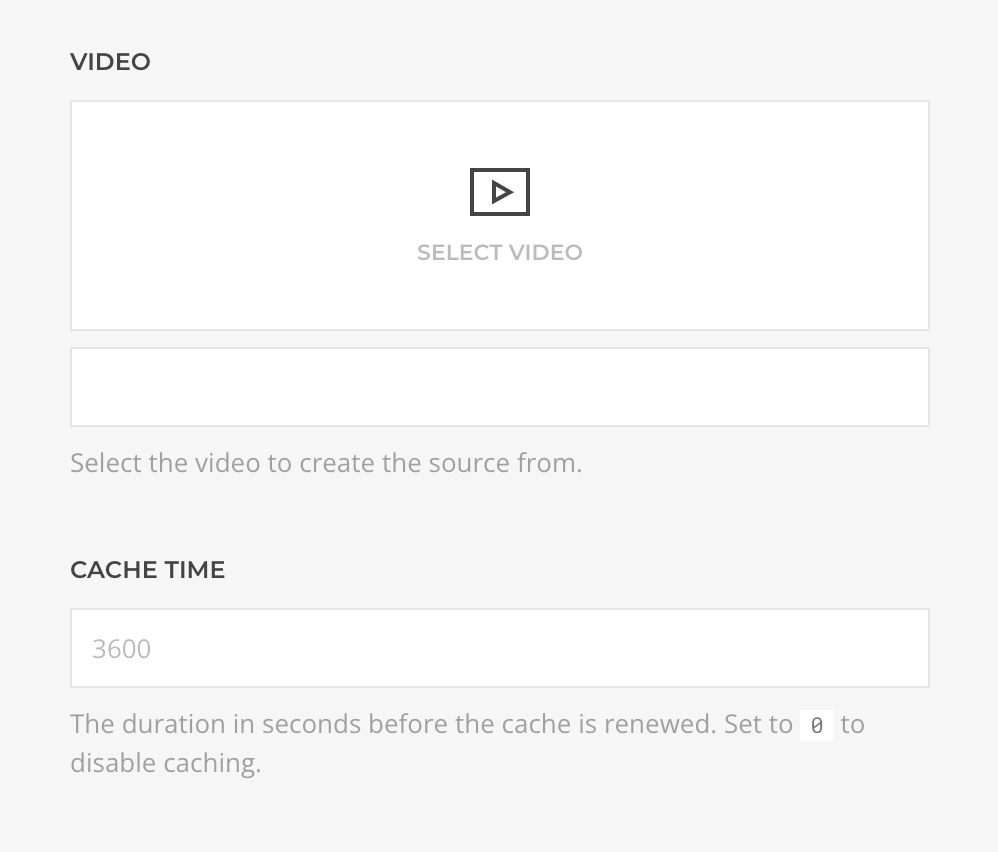 VIDEO
SELECT VIDEO
Select the video to create the source from.
CACHE TIME
3600
The duration in seconds before the cache is renewed. Set to 0 to
disable caching.